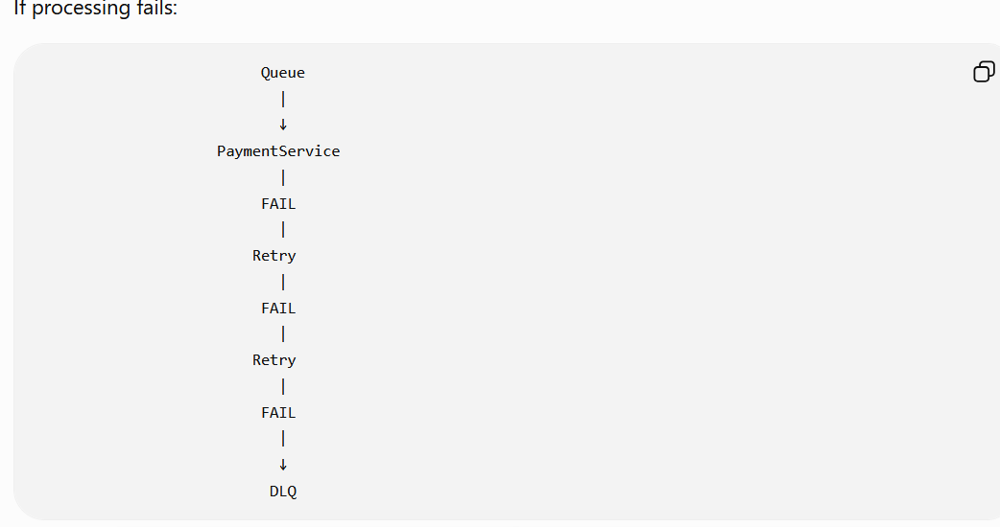 If processing fails:
Queue
|
↓
PaymentService
|
FAIL
|
Retry
|
FAIL
|
Retry
|
FAIL
|
↓
DLQ